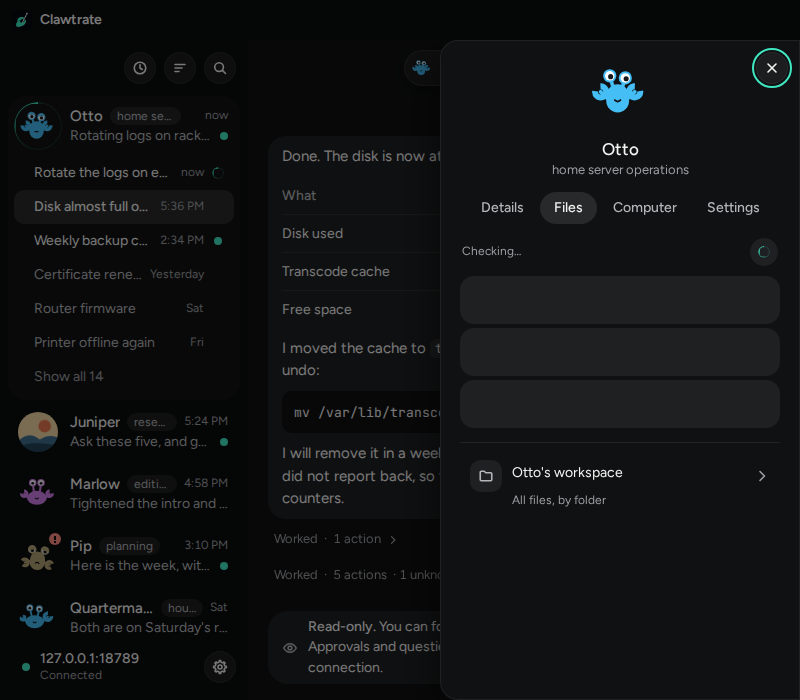 Clawtrate
Otto home se... now
Rotating logs on rack...
Rotate the logs on e... now
Disk almost full o... 5:36 PM
Weekly backup c... 2:34 PM
Certificate rene... Yesterday
Router firmware Sat
Printer offline again Fri
Show all 14
Juniper rese... 5:24 PM
Ask these five, and g...
Marlow editi... 4:58 PM
Tightened the intro and ...
Pip planning 3:10 PM
Here is the week, wit...
Quarterma... hou... Sat
Both are on Saturday's r...
127.0.0.1:18789
Connected
Done. The disk is now at
What
Disk used
Transcode cache
Free space
I moved the cache to
undo:
mv /var/lib/transc
I will remove it in a wee
did not report back, so
counters.
Worked · 1 action
Worked · 5 actions · 1 unkn
Read-only. You can fo
Approvals and questi
connection.
Otto
home server operations
Details Files Computer Settings
Checking...
Otto's workspace
All files, by folder